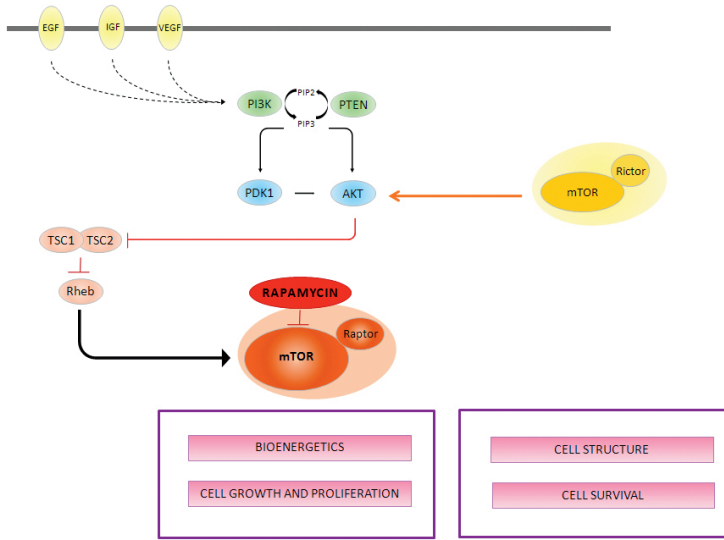 EGF
IGF
VEGF
PI3K
PIP2
PTEN
PIP3
PDK1
AKT
mTOR
Rictor
TSC1
TSC2
Rheb
RAPAMYCIN
Raptor
mTOR
BIOENERGETICS
CELL GROWTH AND PROLIFERATION
CELL STRUCTURE
CELL SURVIVAL